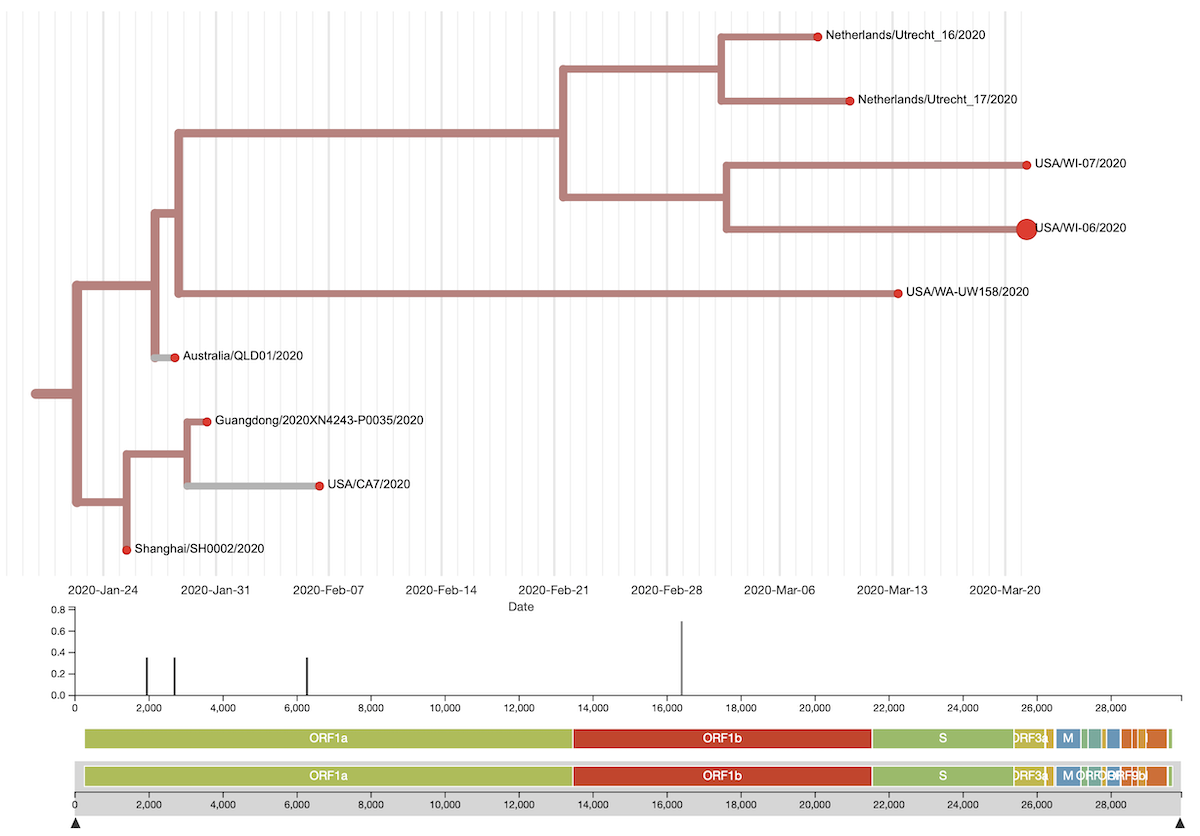 Netherlands/Utrecht_16/2020
Netherlands/Utrecht_17/2020
USA/WI-07/2020
USA/WI-06/2020
USA/WA-UW158/2020
Australia/QLD01/2020
Guangdong/2020XN4243-P0035/2020
USA/CA7/2020
Shanghai/SH0002/2020
2020-Jan-24 2020-Jan-31 2020-Feb-07 2020-Feb-14 2020-Feb-21 2020-Feb-28 2020-Mar-06 2020-Mar-13 2020-Mar-20
Date
0.8
0.6
0.4
0.2
0.0
0 2,000 4,000 6,000 8,000 10,000 12,000 14,000 16,000 18,000 20,000 22,000 24,000 26,000 28,000
ORF1a ORF1b S ORF3a M
ORF1a ORF1b S ORF3a M
0 2,000 4,000 6,000 8,000 10,000 12,000 14,000 16,000 18,000 20,000 22,000 24,000 26,000 28,000